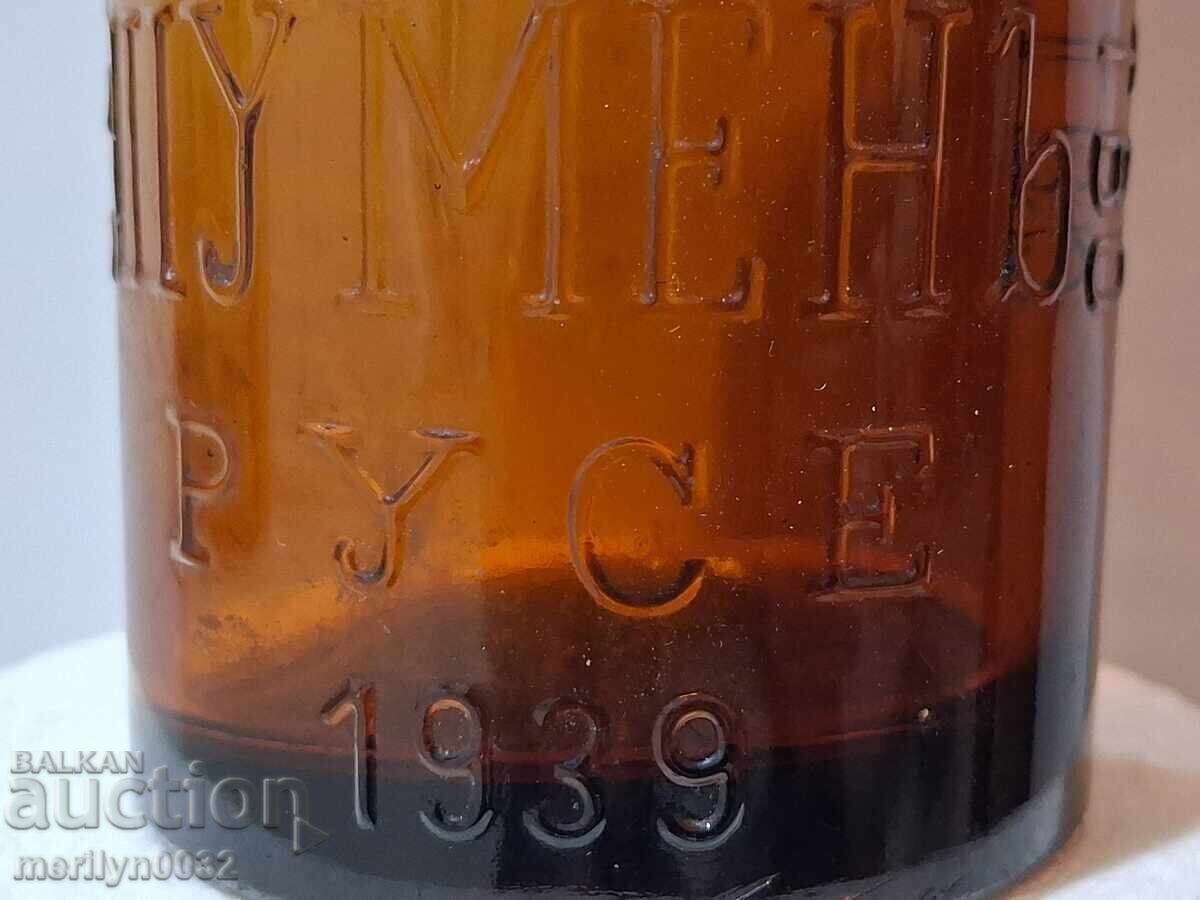 ШУМЕНЪ
РУСЕ
1939
BALKAN
auction
merilyn0032